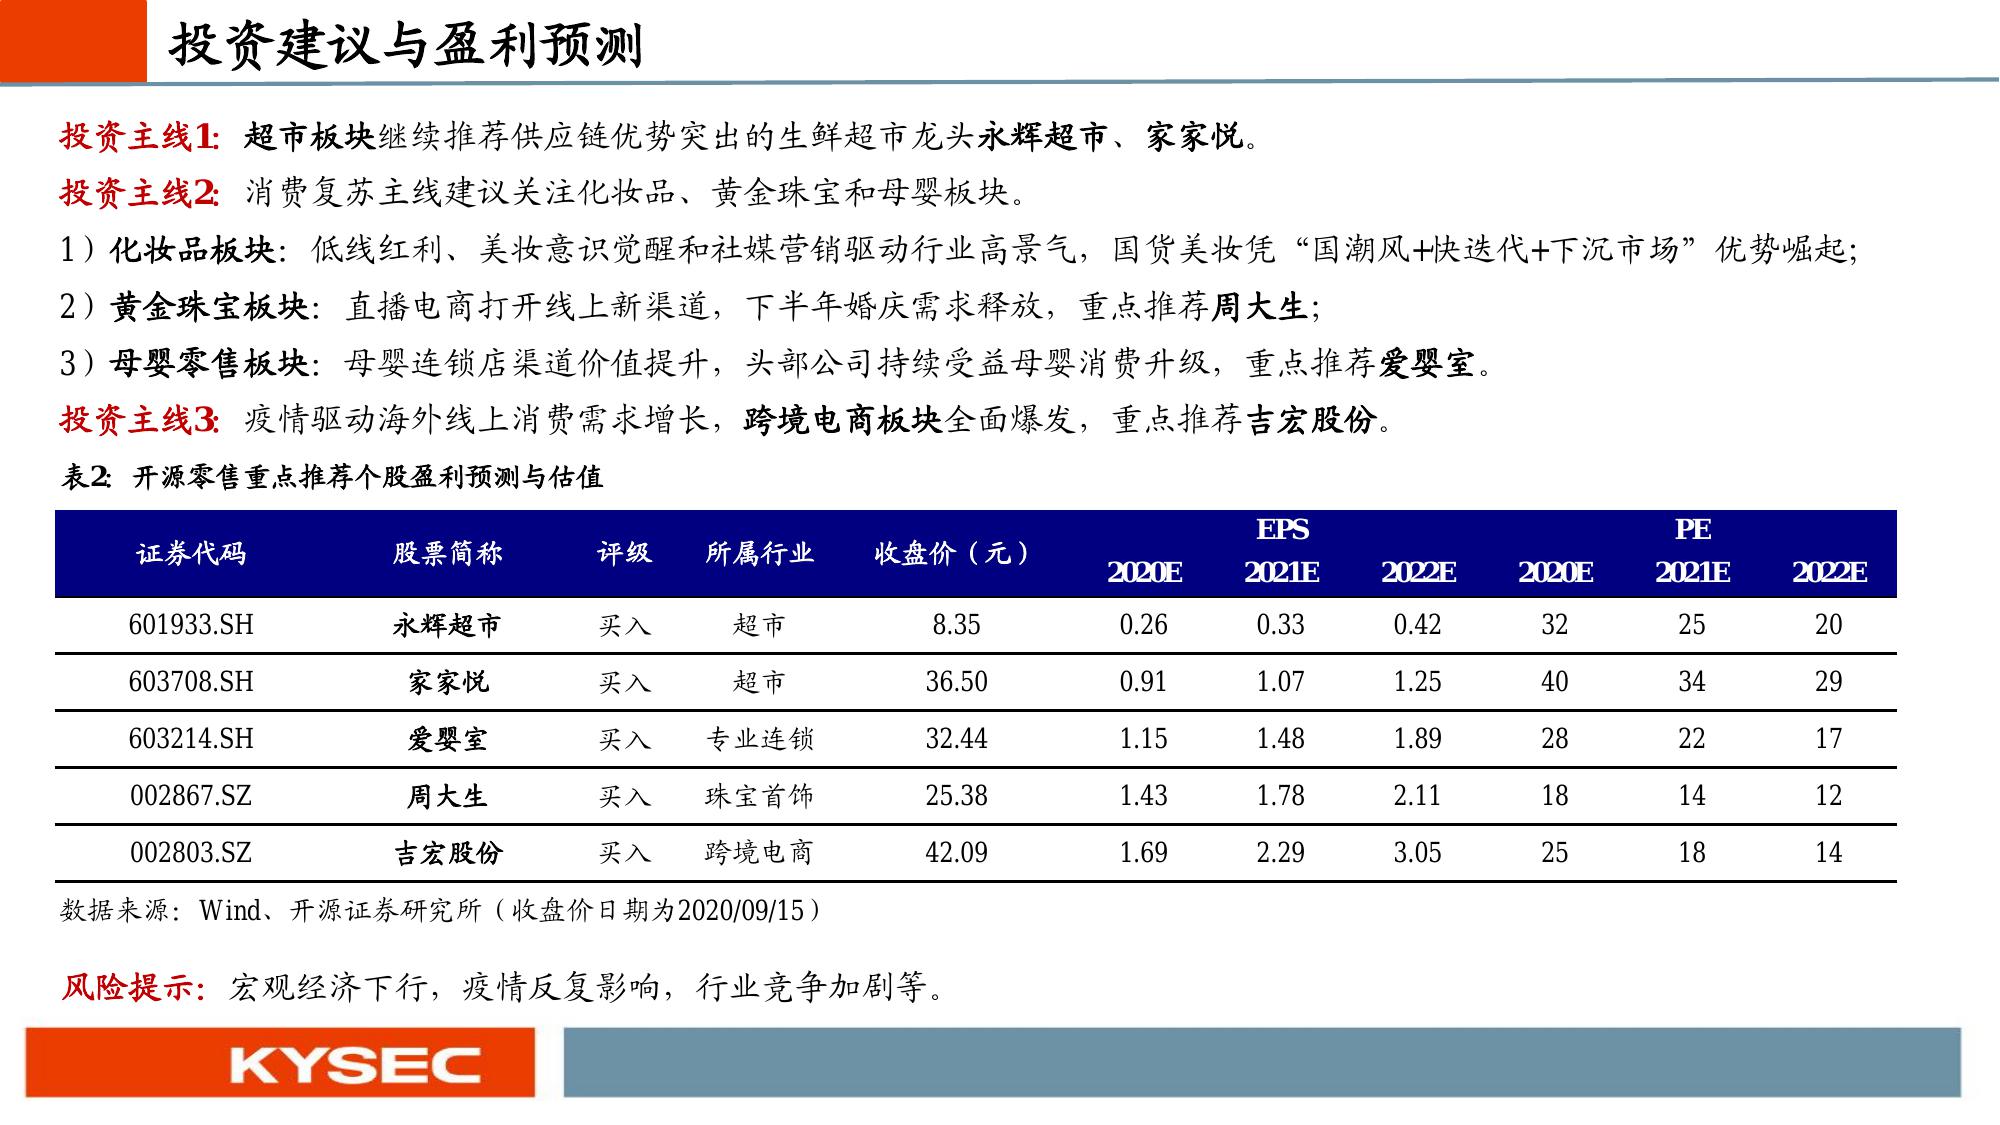 投资建议与盈利预测
投资主线1：超市板块继续推荐供应链优势突出的生鲜超市龙头永辉超市、家家悦。
投资主线2：消费复苏主线建议关注化妆品、黄金珠宝和母婴板块。
1）化妆品板块：低线红利、美妆意识觉醒和社媒营销驱动行业高景气，国货美妆凭“国潮风+快迭代+下沉市场”优势崛起；
2）黄金珠宝板块：直播电商打开线上新渠道，下半年婚庆需求释放，重点推荐周大生；
3）母婴零售板块：母婴连锁店渠道价值提升，头部公司持续受益母婴消费升级，重点推荐爱婴室。
投资主线3：疫情驱动海外线上消费需求增长，跨境电商板块全面爆发，重点推荐吉宏股份。
表2：开源零售重点推荐个股盈利预测与估值
EPS PE
证券代码 股票简称 评级 所属行业 收盘价（元）
2020E 2021E 2022E 2020E 2021E 2022E
601933.SH 永辉超市 买入 超市 8.35 0.26 0.33 0.42 32 25 20
603708.SH 家家悦 买入 超市 36.50 0.91 1.07 1.25 40 34 29
603214.SH 爱婴室 买入 专业连锁 32.44 1.15 1.48 1.89 28 22 17
002867.SZ 周大生 买入 珠宝首饰 25.38 1.43 1.78 2.11 18 14 12
002803.SZ 吉宏股份 买入 跨境电商 42.09 1.69 2.29 3.05 25 18 14
数据来源：Wind、开源证券研究所（收盘价日期为2020/09/15）
风险提示：宏观经济下行，疫情反复影响，行业竞争加剧等。
KYSEC